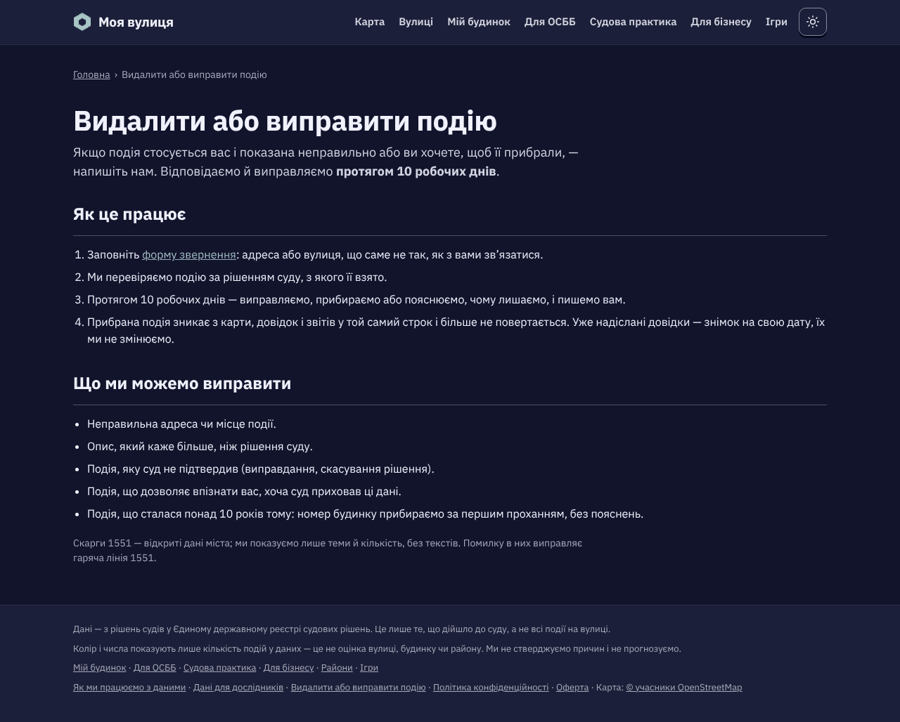 Моя вулиця
Карта Вулиці Мій будинок Для ОСББ Судова практика Для бізнесу Ігри
Головна › Видалити або виправити подію
Видалити або виправити подію
Якщо подія стосується вас і показана неправильно або ви хочете, щоб її прибрали, —
напишіть нам. Відповідаємо й виправляємо протягом 10 робочих днів.
Як це працює
1. Заповніть форму звернення: адреса або вулиця, що саме не так, як з вами зв’язатися.
2. Ми перевіряємо подію за рішенням суду, з якого її взято.
3. Протягом 10 робочих днів — виправляємо, прибираємо або пояснюємо, чому лишаємо, і пишемо вам.
4. Прибрана подія зникає з карти, довідок і звітів у той самий строк і більше не повертається. Уже надіслані довідки — знімок на свою дату, їх
ми не змінюємо.
Що ми можемо виправити
• Неправильна адреса чи місце події.
• Опис, який каже більше, ніж рішення суду.
• Подія, яку суд не підтвердив (виправдання, скасування рішення).
• Подія, що дозволяє впізнати вас, хоча суд приховав ці дані.
• Подія, що сталася понад 10 років тому: номер будинку прибираємо за першим проханням, без пояснень.
Скарги 1551 — відкриті дані міста; ми показуємо лише теми й кількість, без текстів. Помилку в них виправляє
гаряча лінія 1551.
Дані — з рішень судів у Єдиному державному реєстрі судових рішень. Це лише те, що дійшло до суду, а не всі події на вулиці.
Колір і числа показують лише кількість подій у даних — це не оцінка вулиці, будинку чи району. Ми не стверджуємо причин і не прогнозуємо.
Мій будинок · Для ОСББ · Судова практика · Для бізнесу · Райони · Ігри
Як ми працюємо з даними · Дані для дослідників · Видалити або виправити подію · Політика конфіденційності · Оферта · Карта: © учасники OpenStreetMap